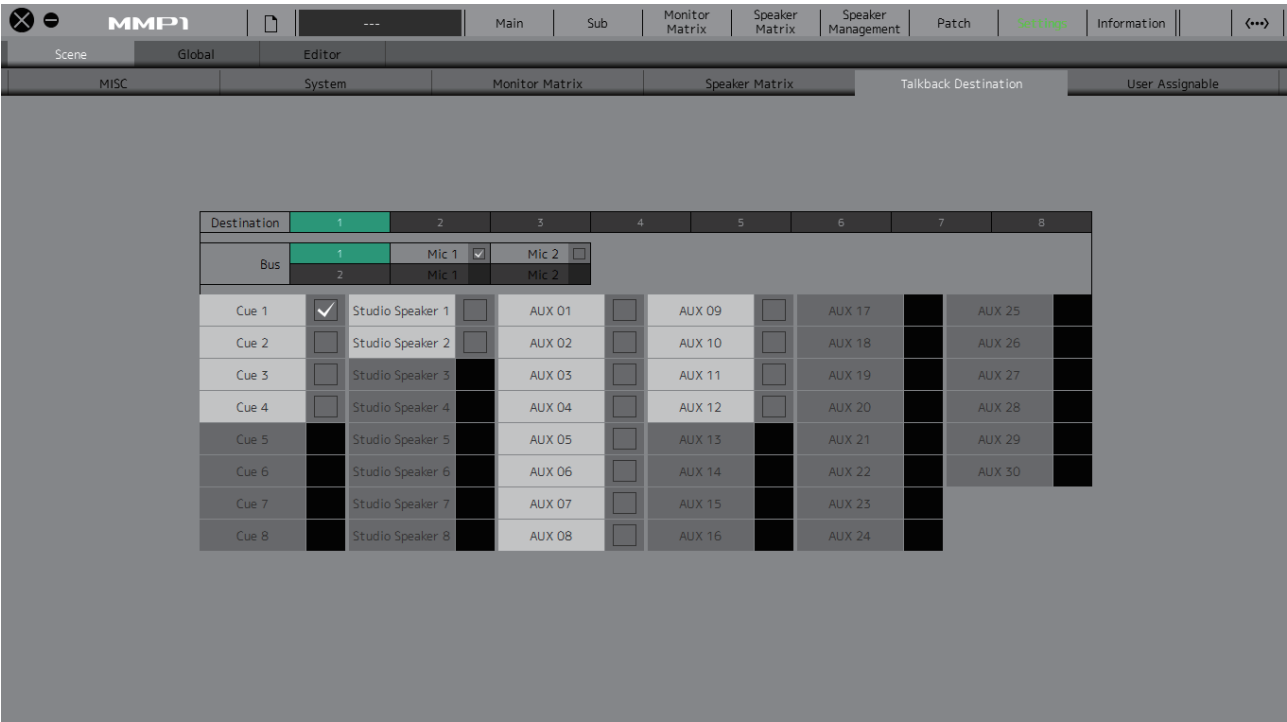 MMP1 --- Main Sub Monitor Matrix Speaker Matrix Speaker Management Patch Information
Scene Global Editor
MISC System Monitor Matrix Speaker Matrix Talkback Destination User Assignable
Destination 1 2 3 4 5 6 7 8
Bus
1 Mic 1 Mic 2
2 Mic 1 Mic 2
Cue 1 Studio Speaker 1 AUX 01 AUX 09 AUX 17 AUX 25
Cue 2 Studio Speaker 2 AUX 02 AUX 10 AUX 18 AUX 26
Cue 3 Studio Speaker 3 AUX 03 AUX 11 AUX 19 AUX 27
Cue 4 Studio Speaker 4 AUX 04 AUX 12 AUX 20 AUX 28
Cue 5 Studio Speaker 5 AUX 05 AUX 13 AUX 21 AUX 29
Cue 6 Studio Speaker 6 AUX 06 AUX 14 AUX 22 AUX 30
Cue 7 Studio Speaker 7 AUX 07 AUX 15 AUX 23
Cue 8 Studio Speaker 8 AUX 08 AUX 16 AUX 24